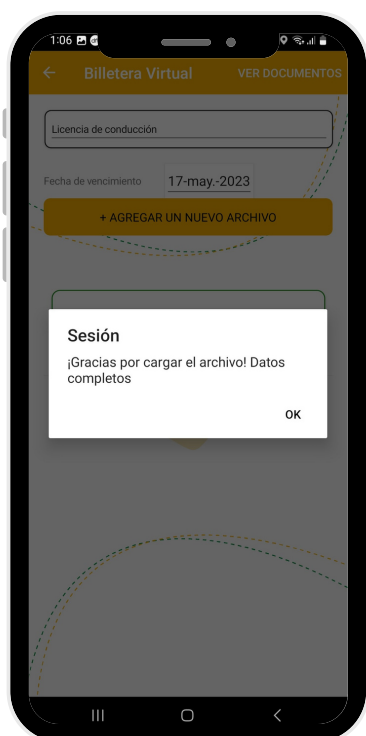 1:06
Billetera Virtual VER DOCUMENTOS
Licencia de conducción
Fecha de vencimiento 17-may.-2023
+ AGREGAR UN NUEVO ARCHIVO
Sesión
¡Gracias por cargar el archivo! Datos
completos
OK